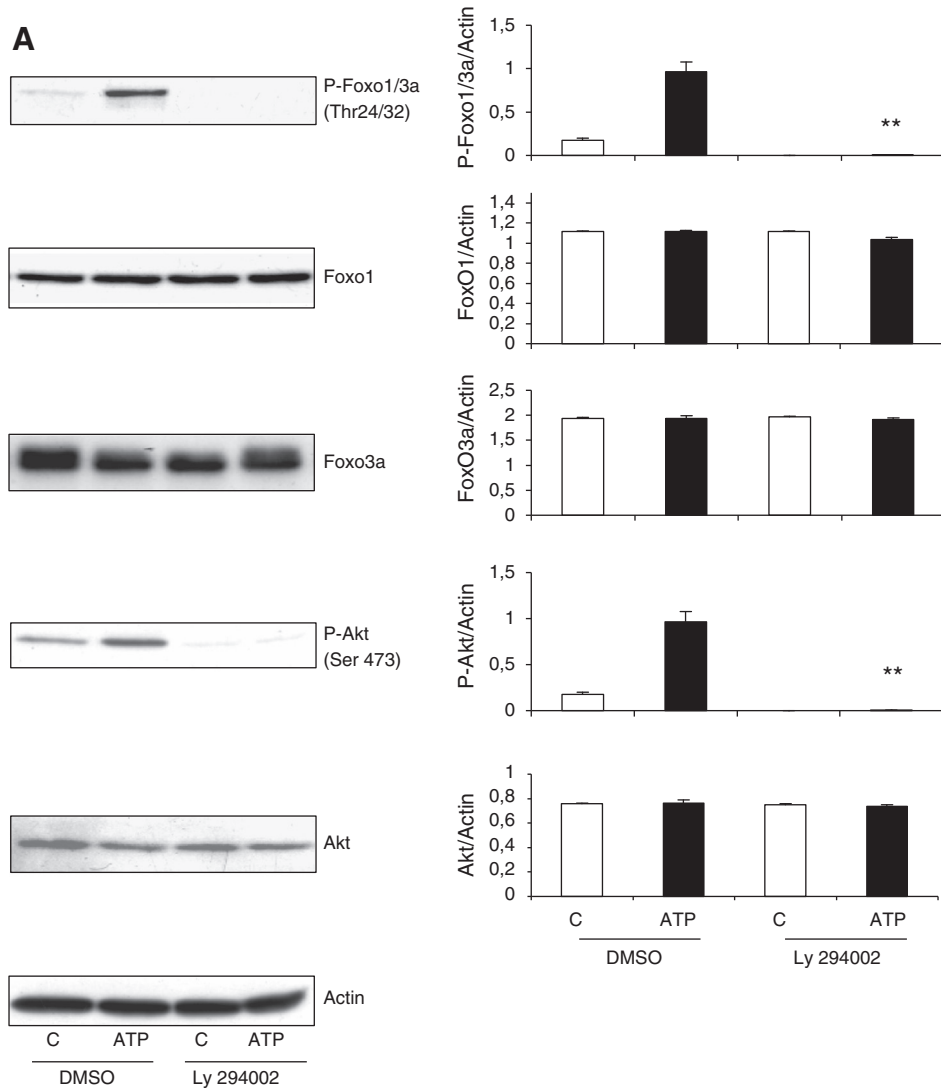 A
P-Foxo1/3a
(Thr24/32)
Foxo1
Foxo3a
P-Akt
(Ser 473)
Akt
Actin
C ATP C ATP
DMSO Ly 294002
P-Foxo1/3a/Actin
1,5
1
0,5
0
**
FoxO1/Actin
1,4
1,2
1
0,8
0,6
0,4
0,2
0
FoxO3a/Actin
2,5
2
1,5
1
0,5
0
P-Akt/Actin
1,5
1
0,5
0
**
Akt/Actin
1
0,8
0,6
0,4
0,2
0
C ATP C ATP
DMSO Ly 294002